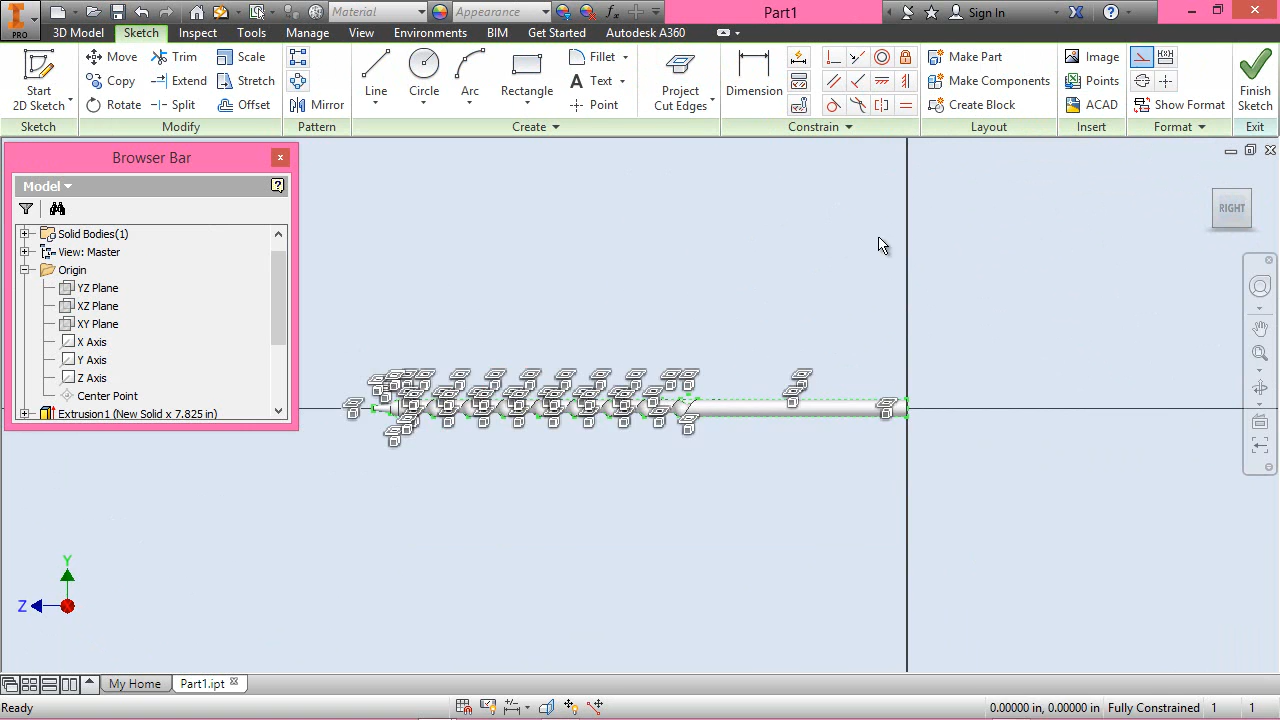 PRO
Material
Appearance
Part1
Sign In
3D Model
Sketch
Inspect
Tools
Manage
View
Environments
BIM
Get Started
Autodesk A360
Start
2D Sketch
Sketch
Move
Trim
Scale
Copy
Extend
Stretch
Rotate
Split
Offset
Modify
Mirror
Pattern
Line
Circle
Arc
Rectangle
Fillet
Text
Point
Project
Cut Edges
Create
Dimension
Constrain
Make Part
Make Components
Create Block
Layout
Image
Points
ACAD
Insert
Show Format
Format
Finish
Sketch
Exit
Browser Bar
Model
Solid Bodies(1)
View: Master
Origin
YZ Plane
XZ Plane
XY Plane
X Axis
Y Axis
Z Axis
Center Point
Extrusion1 (New Solid x 7.825 in)
RIGHT
Y
Z
My Home
Part1.ipt
Ready
0.00000 in, 0.00000 in
Fully Constrained
1
1